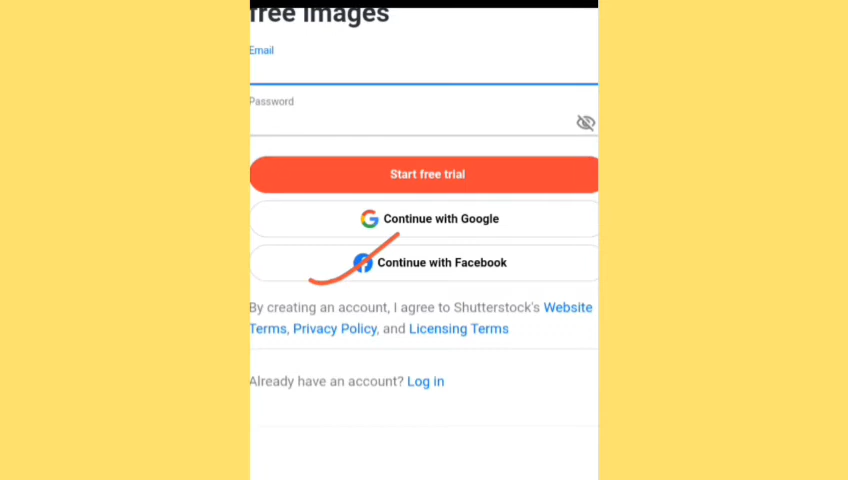 free images
Email
Password
Start free trial
Continue with Google
Continue with Facebook
By creating an account, I agree to Shutterstock's Website
Terms, Privacy Policy, and Licensing Terms
Already have an account? Log in